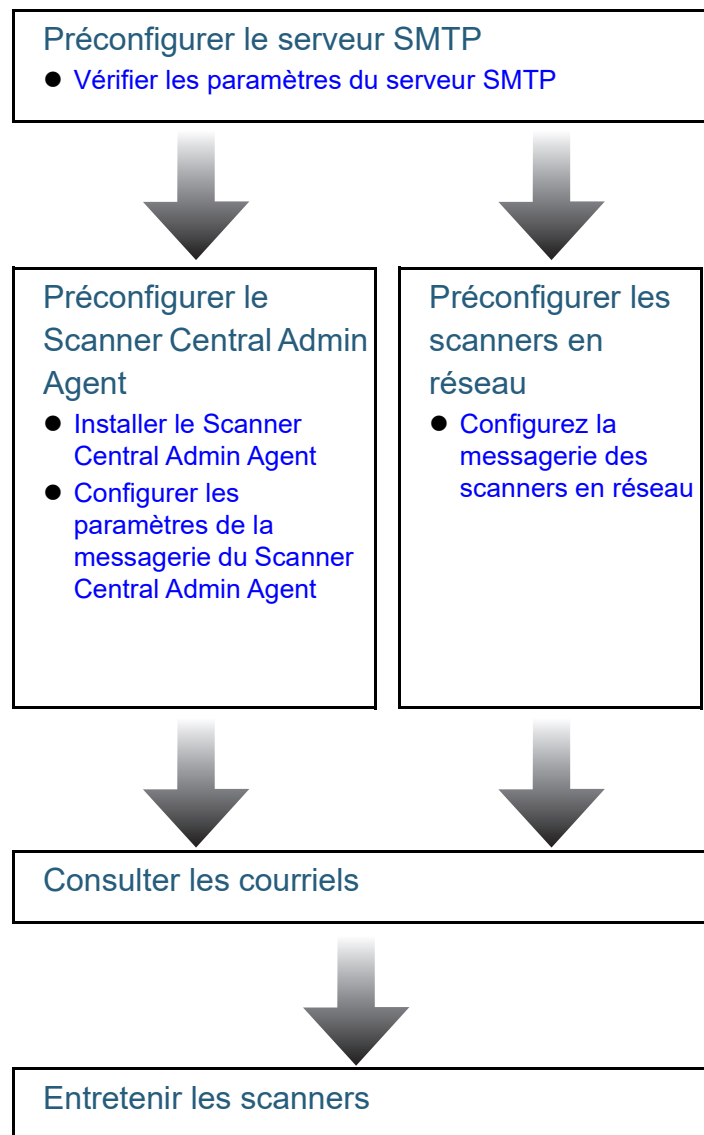 Préconfigurer le serveur SMTP
● Vérifier les paramètres du serveur SMTP
Préconfigurer le
Scanner Central Admin
Agent
● Installer le Scanner
Central Admin Agent
● Configurer les
paramètres de la
messagerie du Scanner
Central Admin Agent
Préconfigurer les
scanners en
réseau
● Configurez la
messagerie des
scanners en réseau
Consulter les courriels
Entretenir les scanners